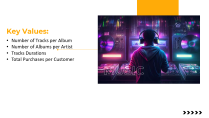 Key Values:
• Number of Tracks per Album
• Number of Albums per Artist
• Tracks Durations
• Total Purchases per Customer